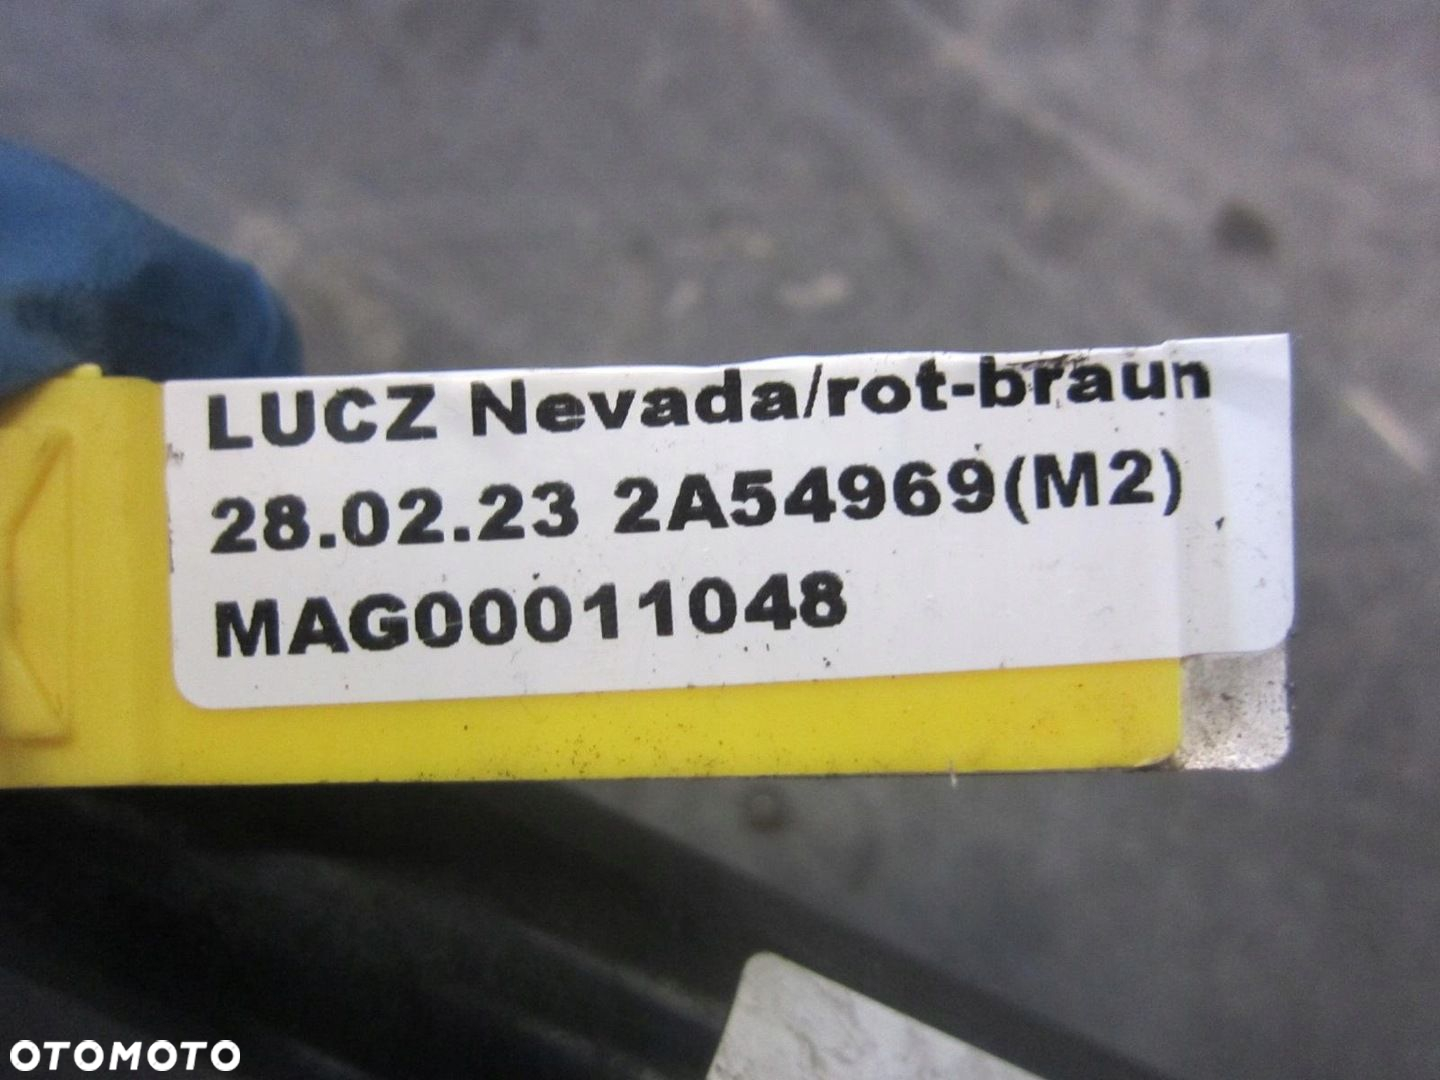 LUCZ Nevada/rot-braun
28.02.23 2A54969(M2)
MAG00011048
OTOMOTO